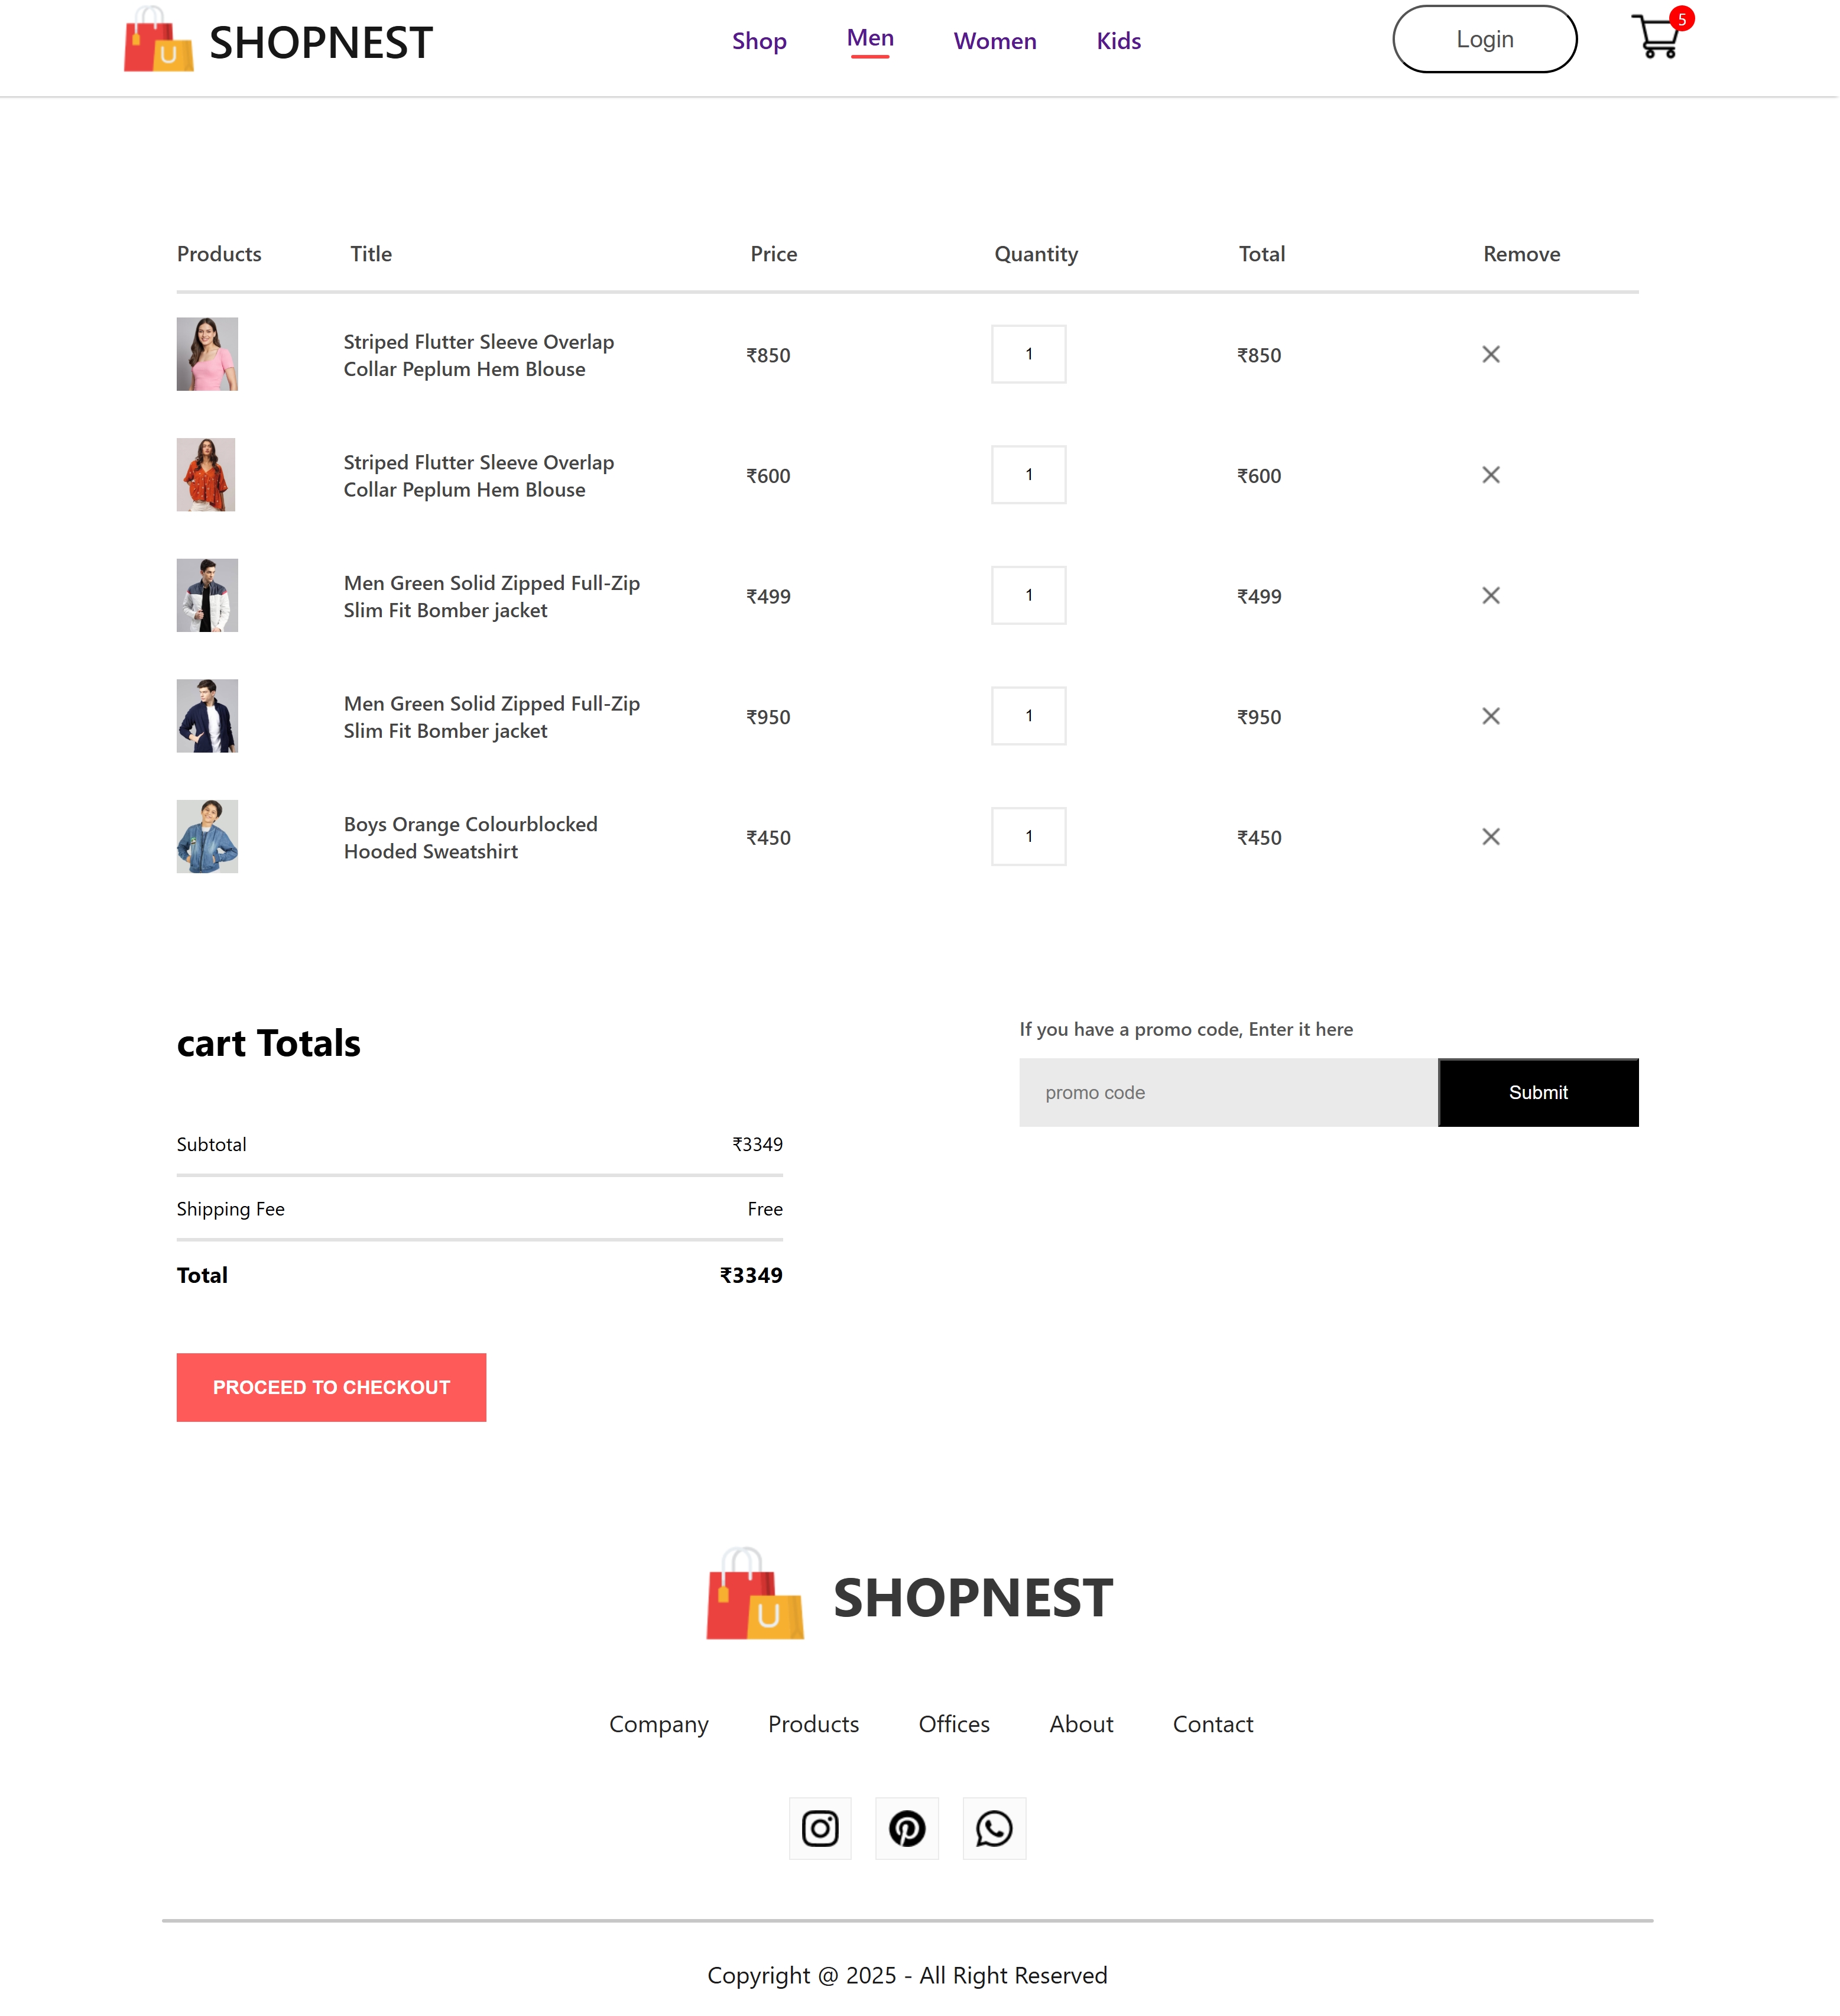 SHOPNEST
Shop Men Women Kids
Login
5
Products Title Price Quantity Total Remove
Striped Flutter Sleeve Overlap
Collar Peplum Hem Blouse
₹850 1 ₹850
Striped Flutter Sleeve Overlap
Collar Peplum Hem Blouse
₹600 1 ₹600
Men Green Solid Zipped Full-Zip
Slim Fit Bomber jacket
₹499 1 ₹499
Men Green Solid Zipped Full-Zip
Slim Fit Bomber jacket
₹950 1 ₹950
Boys Orange Colourblocked
Hooded Sweatshirt
₹450 1 ₹450
cart Totals
Subtotal ₹3349
Shipping Fee Free
Total ₹3349
PROCEED TO CHECKOUT
If you have a promo code, Enter it here
promo code Submit
SHOPNEST
Company Products Offices About Contact
Copyright @ 2025 - All Right Reserved